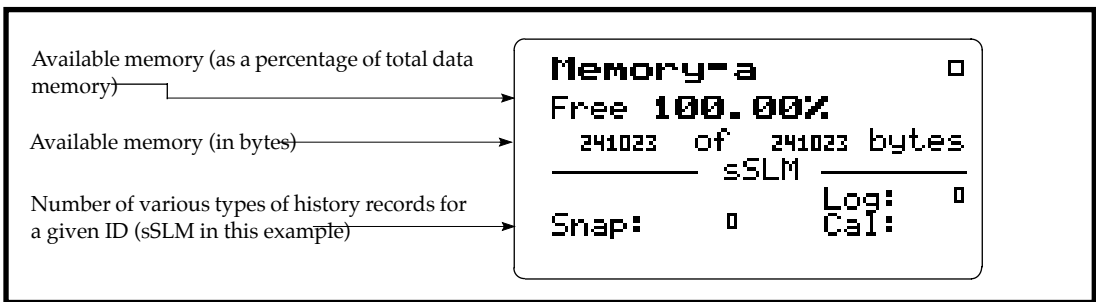 Available memory (as a percentage of total data
memory)
Available memory (in bytes)
Number of various types of history records for
a given ID (sSLM in this example)
Memory-a
Free 100.00%
241023 of 241023 bytes
sSLM
Log: 0
Snap: 0 Cal: